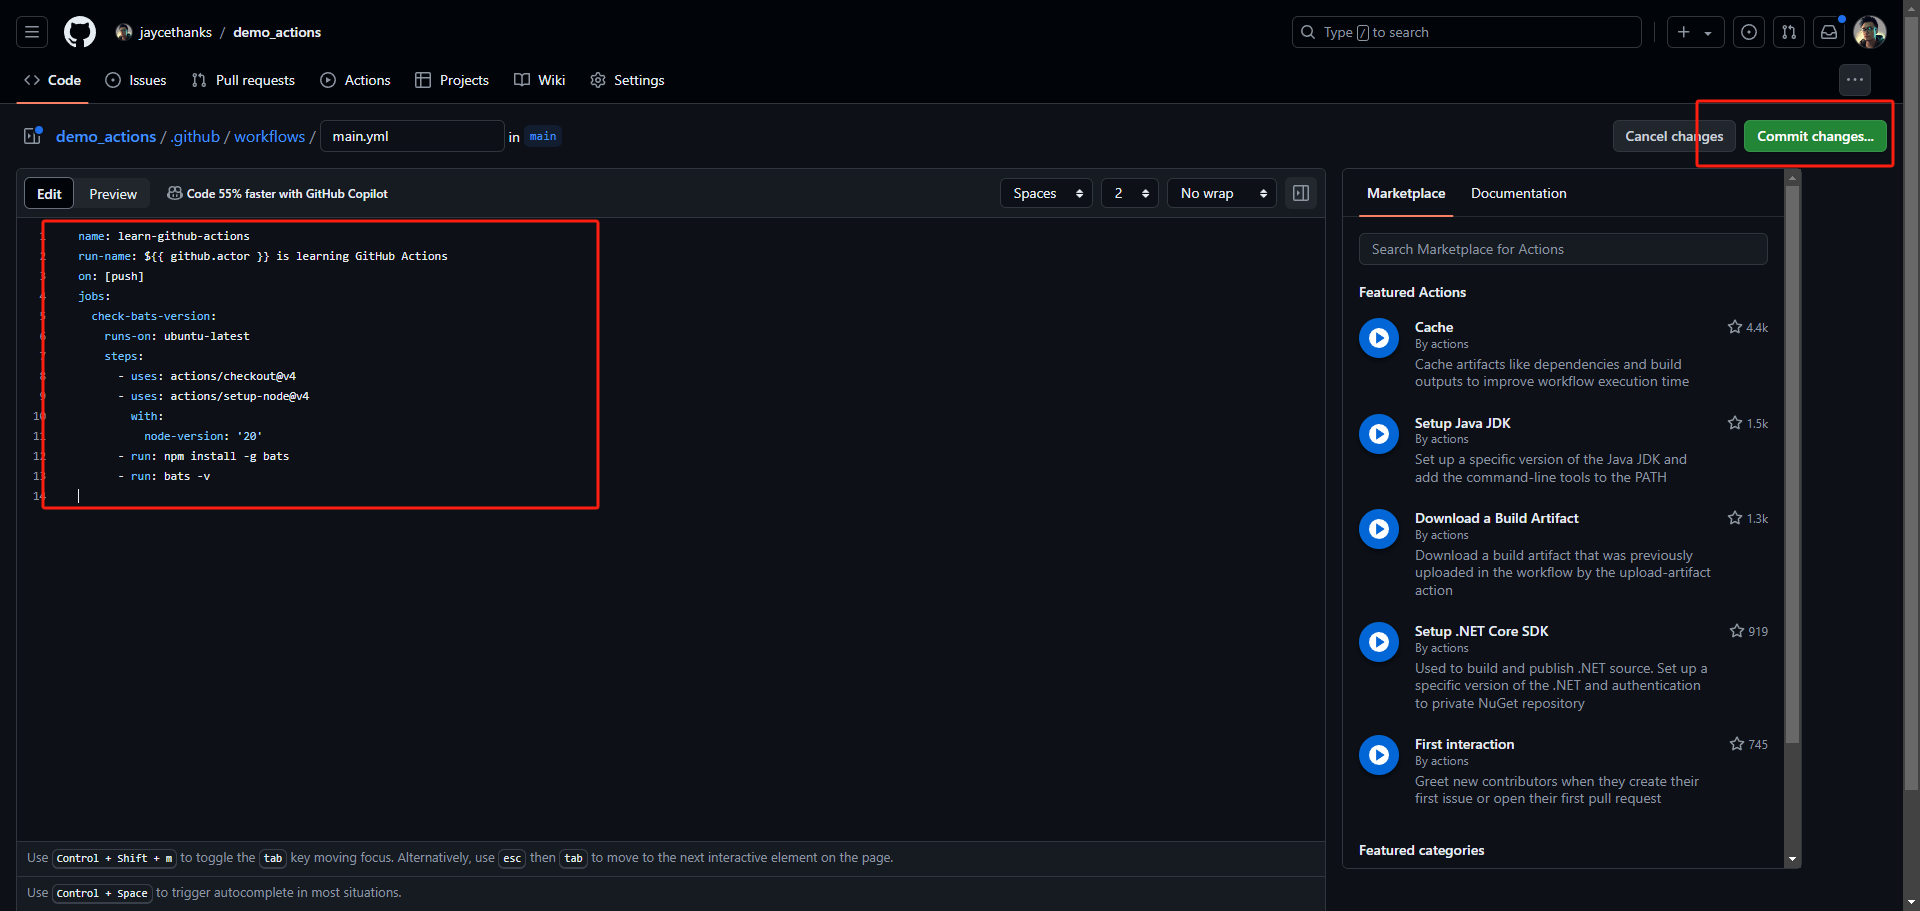 jaycethanks / demo_actions
Type / to search
Code
Issues
Pull requests
Actions
Projects
Wiki
Settings
demo_actions / .github / workflows / main.yml in main
Cancel changes
Commit changes...
Edit
Preview
Code 55% faster with GitHub Copilot
Spaces
2
No wrap
1 name: learn-github-actions
2 run-name: ${{ github.actor }} is learning GitHub Actions
3 on: [push]
4 jobs:
5 check-bats-version:
6 runs-on: ubuntu-latest
7 steps:
8 - uses: actions/checkout@v4
9 - uses: actions/setup-node@v4
10 with:
11 node-version: '20'
12 - run: npm install -g bats
13 - run: bats -v
14
Use Control + Shift + m to toggle the tab key moving focus. Alternatively, use esc then tab to move to the next interactive element on the page.
Use Control + Space to trigger autocomplete in most situations.
Marketplace
Documentation
Search Marketplace for Actions
Featured Actions
Cache
4.4k
By actions
Cache artifacts like dependencies and build
outputs to improve workflow execution time
Setup Java JDK
1.5k
By actions
Set up a specific version of the Java JDK and
add the command-line tools to the PATH
Download a Build Artifact
1.3k
By actions
Download a build artifact that was previously
uploaded in the workflow by the upload-artifact
action
Setup .NET Core SDK
919
By actions
Used to build and publish .NET source. Set up a
specific version of the .NET and authentication
to private NuGet repository
First interaction
745
By actions
Greet new contributors when they create their
first issue or open their first pull request
Featured categories